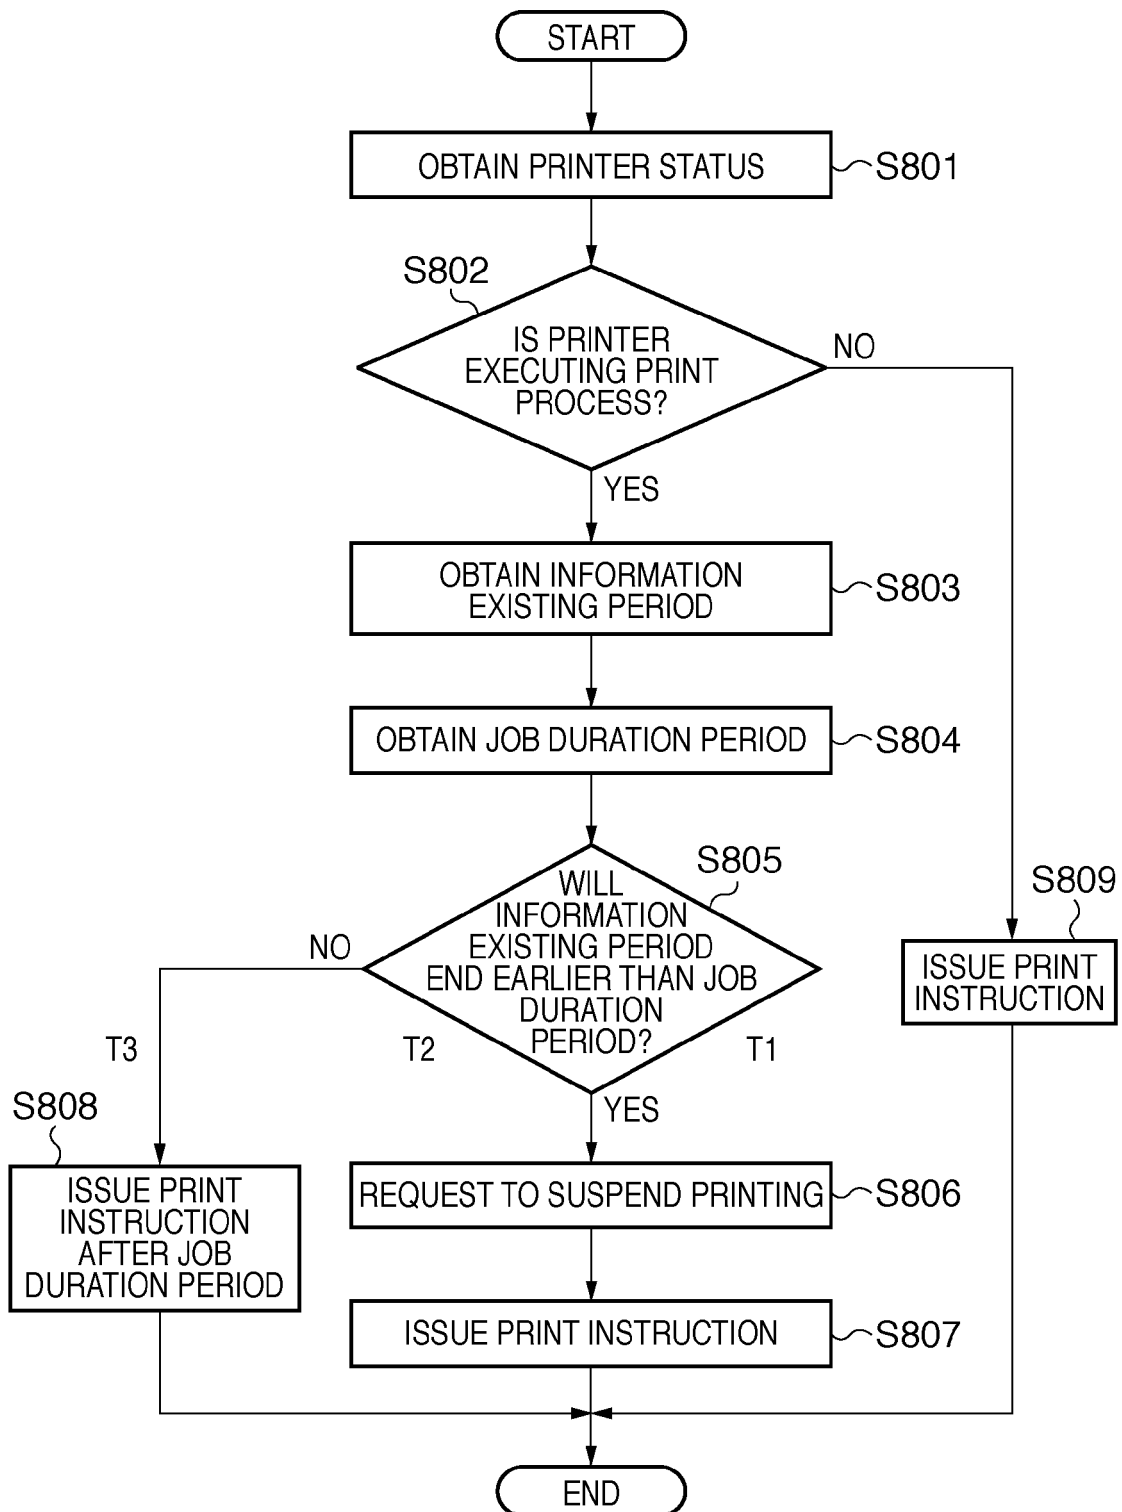 START
OBTAIN PRINTER STATUS
S801
S802
IS PRINTER
EXECUTING PRINT
PROCESS?
NO
YES
OBTAIN INFORMATION
EXISTING PERIOD
S803
OBTAIN JOB DURATION PERIOD
S804
S805
WILL
INFORMATION
EXISTING PERIOD
END EARLIER THAN JOB
DURATION
PERIOD?
NO
T3
T2
T1
YES
S809
ISSUE PRINT
INSTRUCTION
S808
ISSUE PRINT
INSTRUCTION
AFTER JOB
DURATION PERIOD
REQUEST TO SUSPEND PRINTING
S806
ISSUE PRINT INSTRUCTION
S807
END